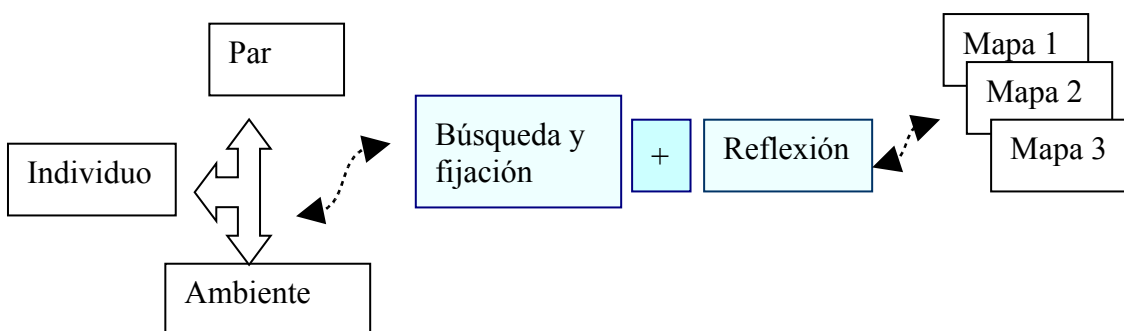 Par
Individuo
Ambiente
Búsqueda y
fijación
+
Reflexión
Mapa 1
Mapa 2
Mapa 3